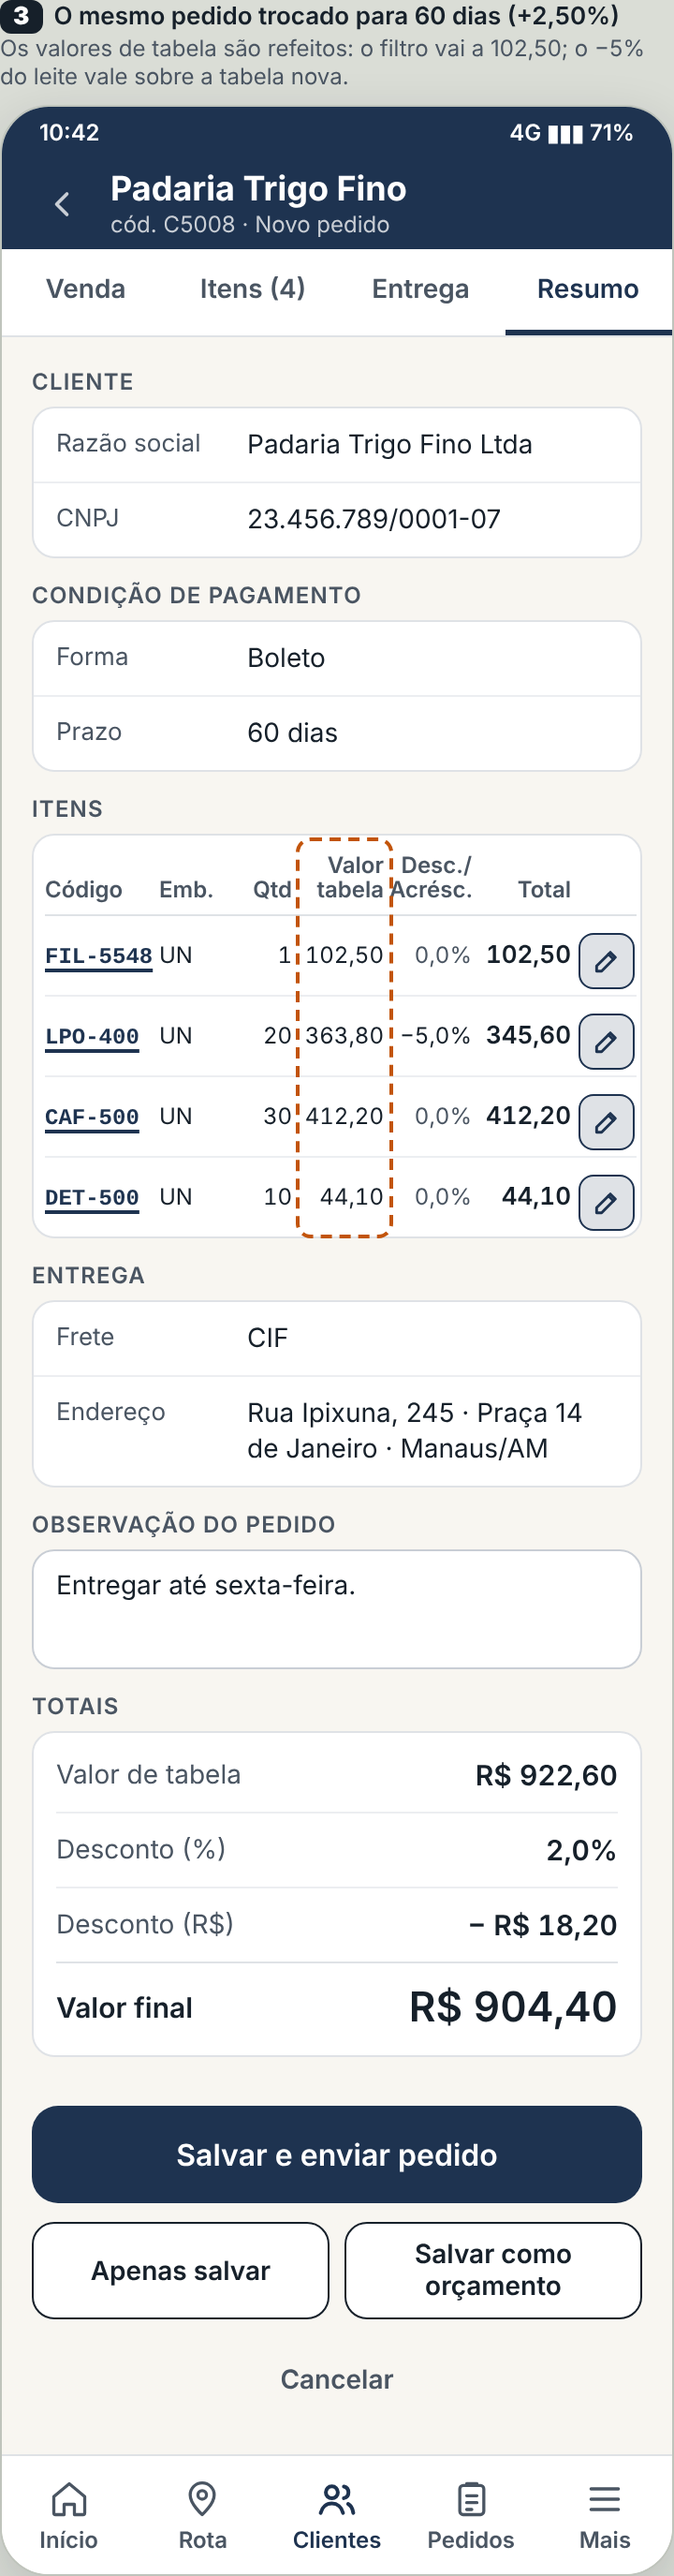 3 O mesmo pedido trocado para 60 dias (+2,50%)
Os valores de tabela são refeitos: o filtro vai a 102,50; o −5%
do leite vale sobre a tabela nova.
10:42 4G 71%
Padaria Trigo Fino
cód. C5008 · Novo pedido
Venda Itens (4) Entrega Resumo
CLIENTE
Razão social Padaria Trigo Fino Ltda
CNPJ 23.456.789/0001-07
CONDIÇÃO DE PAGAMENTO
Forma Boleto
Prazo 60 dias
ITENS
Valor Desc./
Código Emb. Qtd tabela Acrésc. Total
FIL-5548 UN 1 102,50 0,0% 102,50
LPO-400 UN 20 363,80 −5,0% 345,60
CAF-500 UN 30 412,20 0,0% 412,20
DET-500 UN 10 44,10 0,0% 44,10
ENTREGA
Frete CIF
Endereço Rua Ipixuna, 245 · Praça 14
de Janeiro · Manaus/AM
OBSERVAÇÃO DO PEDIDO
Entregar até sexta-feira.
TOTAIS
Valor de tabela R$ 922,60
Desconto (%) 2,0%
Desconto (R$) − R$ 18,20
Valor final R$ 904,40
Salvar e enviar pedido
Apenas salvar
Salvar como
orçamento
Cancelar
Início Rota Clientes Pedidos Mais